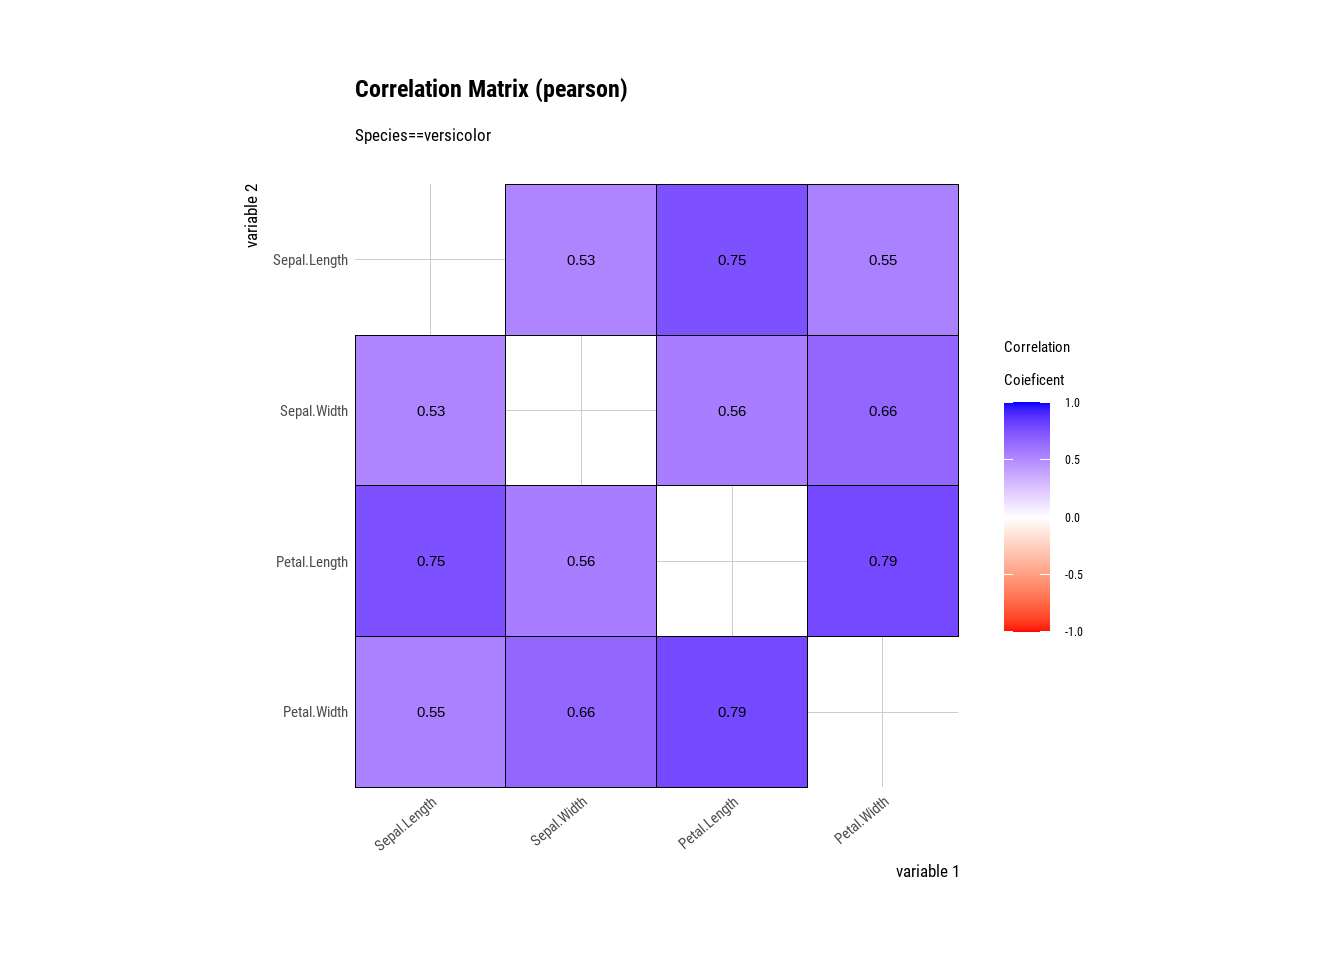 Correlation Matrix (pearson)
Species==versicolor
variable 2
Sepal.Length
0.53
0.75
0.55
Sepal.Width
0.53
0.56
0.66
Petal.Length
0.75
0.56
0.79
Petal.Width
0.55
0.66
0.79
Sepal.Length
Sepal.Width
Petal.Length
Petal.Width
variable 1
Correlation
Coieficent
1.0
0.5
0.0
-0.5
-1.0